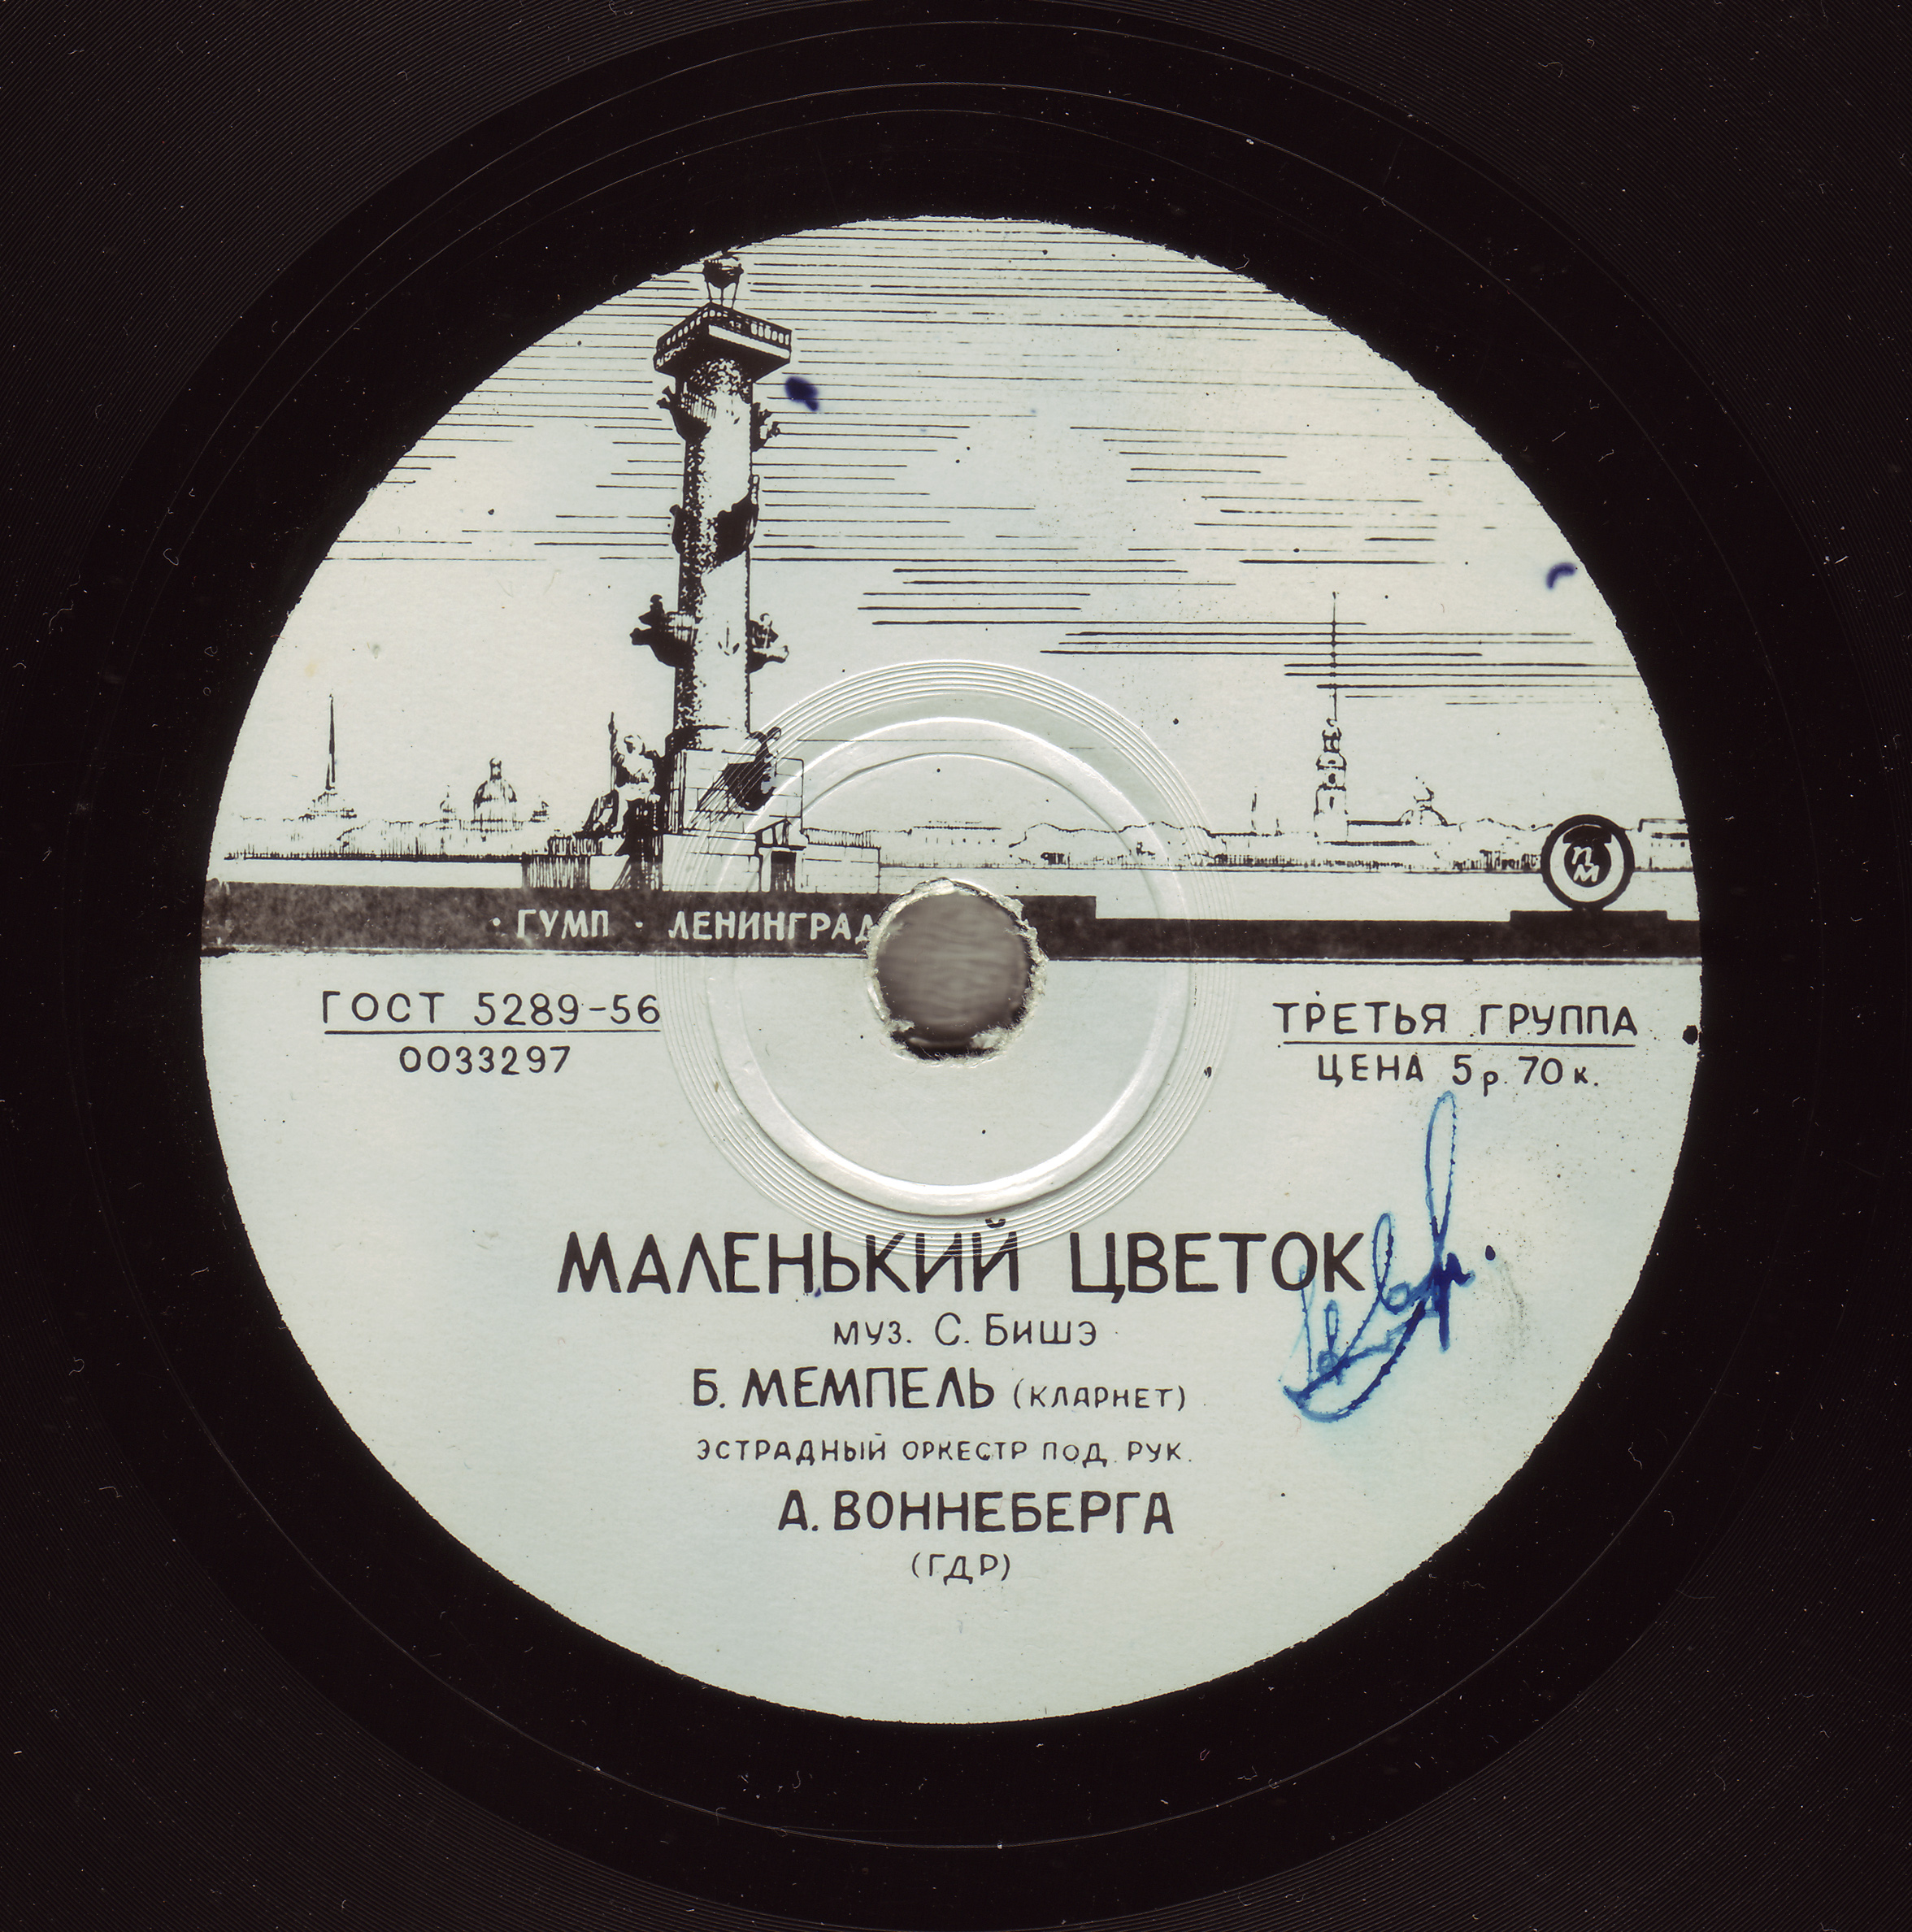 · ГУМП · ЛЕНИНГРАД
ПМ
ГОСТ 5289-56
0033297
ТРЕТЬЯ ГРУППА
ЦЕНА 5р.70к.
МАЛЕНЬКИЙ ЦВЕТОК
муз. С. Бишэ
Б. МЕМПЕЛЬ (КЛАРНЕТ)
ЭСТРАДНЫЙ ОРКЕСТР ПОД РУК.
А. ВОННЕБЕРГА
(ГДР)